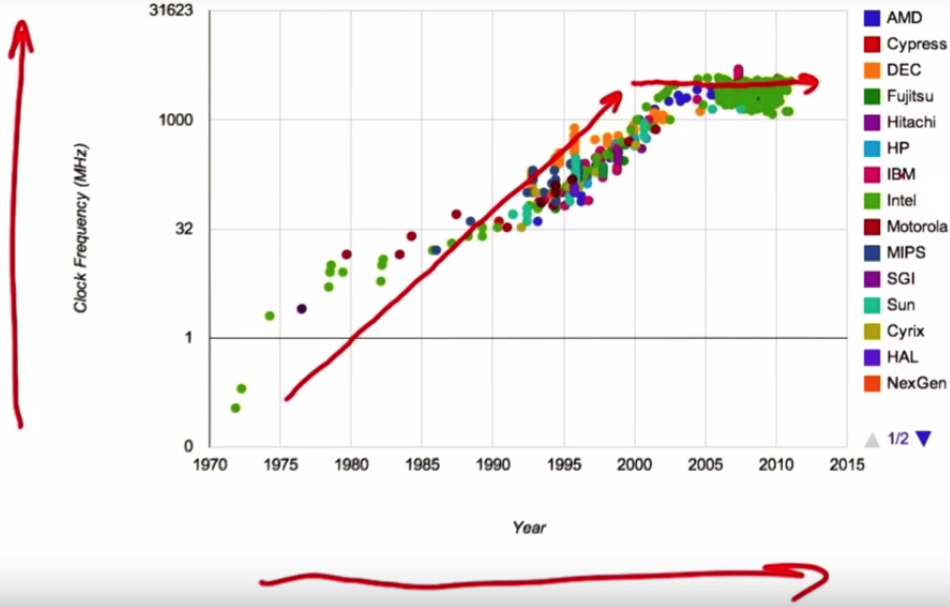 31623
1000
32
1
0
Clock Frequency (MHz)
1970 1975 1980 1985 1990 1995 2000 2005 2010 2015
Year
AMD
Cypress
DEC
Fujitsu
Hitachi
HP
IBM
Intel
Motorola
MIPS
SGI
Sun
Cyrix
HAL
NexGen
1/2